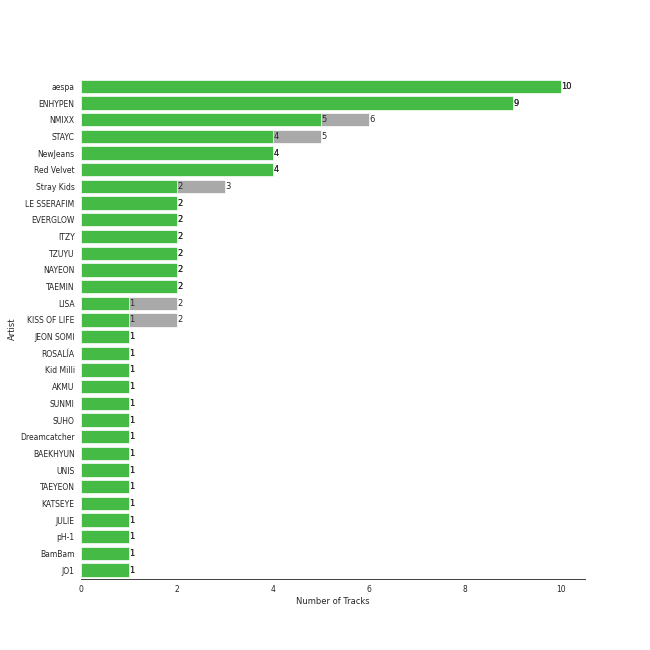 aespa 10
ENHYPEN 9
NMIXX 5 6
STAYC 4 5
NewJeans 4
Red Velvet 4
Stray Kids 2 3
LE SSERAFIM 2
EVERGLOW 2
ITZY 2
TZUYU 2
NAYEON 2
TAEMIN 2
LISA 1 2
KISS OF LIFE 1 2
JEON SOMI 1
ROSALÍA 1
Kid Milli 1
AKMU 1
SUNMI 1
SUHO 1
Dreamcatcher 1
BAEKHYUN 1
UNIS 1
TAEYEON 1
KATSEYE 1
JULIE 1
pH-1 1
BamBam 1
JO1 1
Artist
0 2 4 6 8 10
Number of Tracks